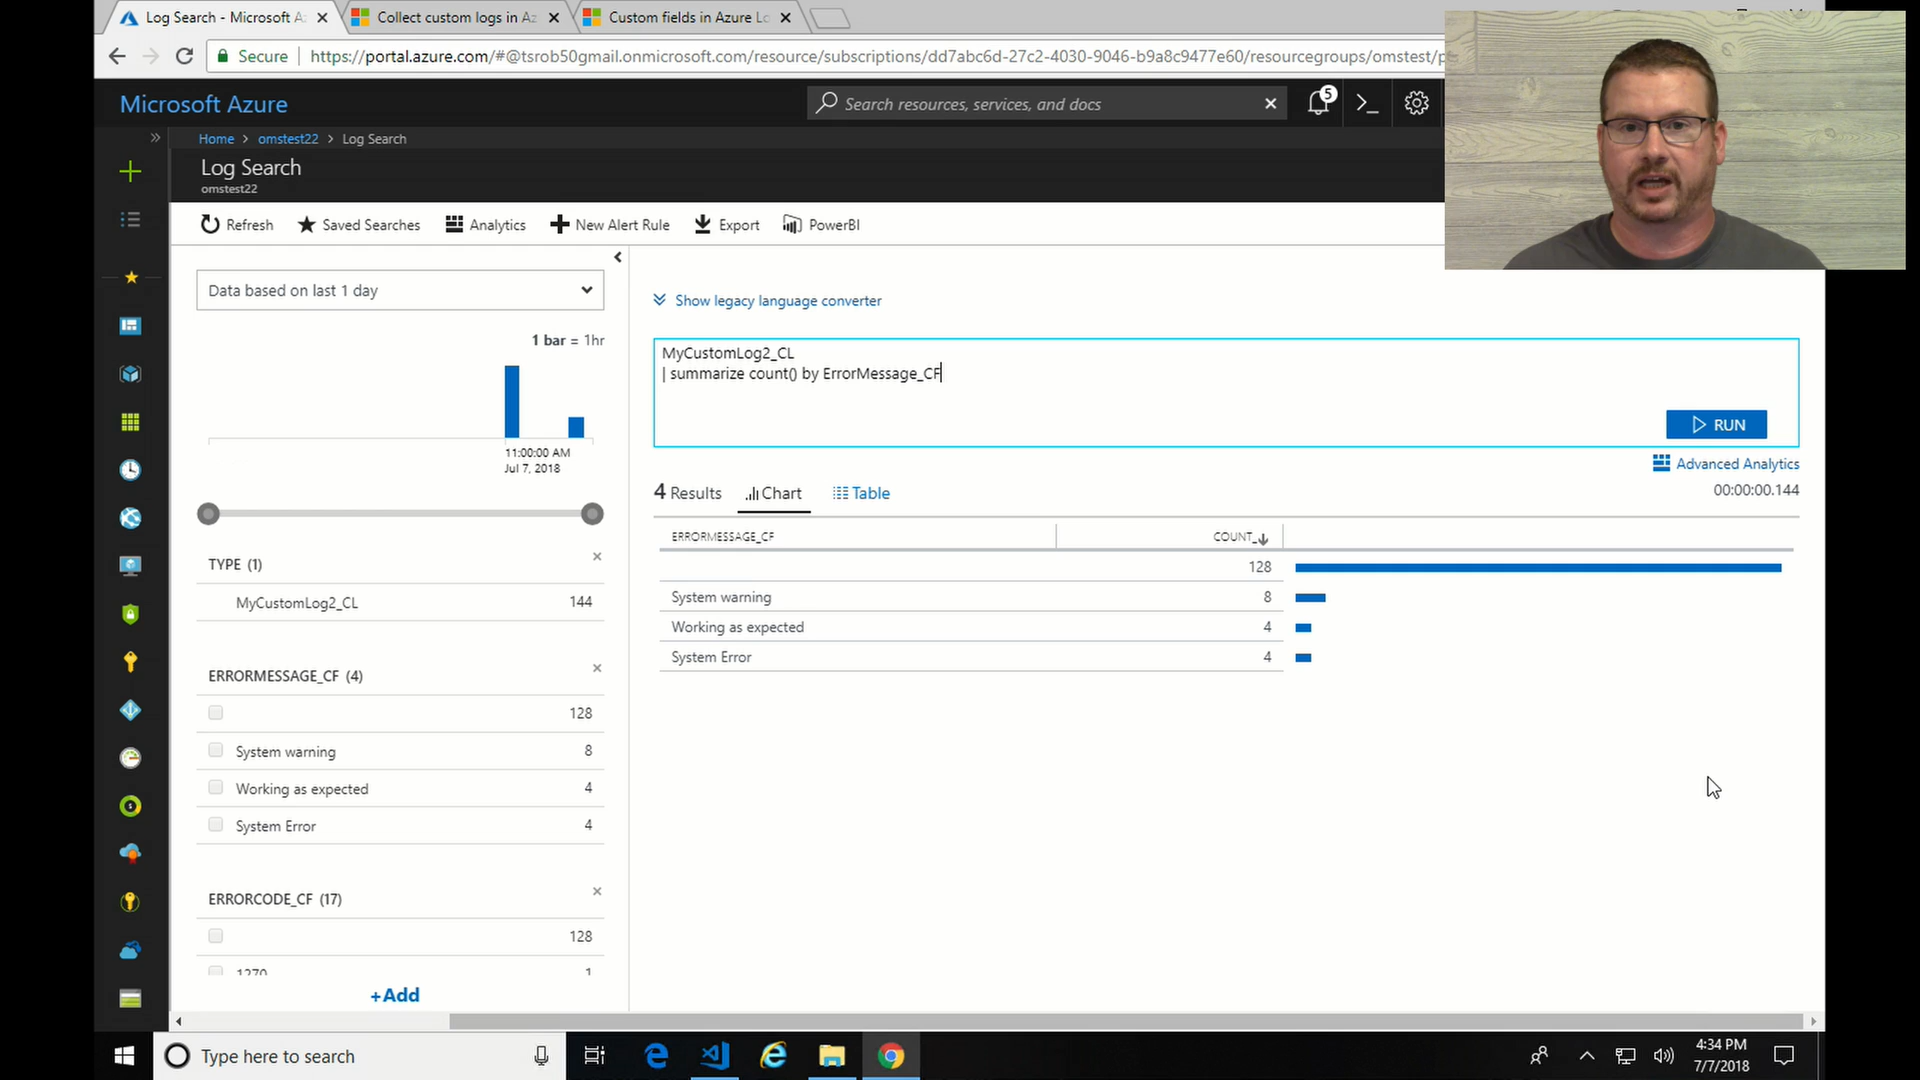 Log Search - Microsoft A
Collect custom logs in Az
Custom fields in Azure Lo
Secure
https://portal.azure.com/#@tsrob50gmail.onmicrosoft.com/resource/subscriptions/dd7abc6d-27c2-4030-9046-b9a8c9477e60/resourcegroups/omstest/p
Microsoft Azure
Search resources, services, and docs
5
Home > omstest22 > Log Search
Log Search
omstest22
Refresh
Saved Searches
Analytics
New Alert Rule
Export
PowerBI
Data based on last 1 day
1 bar = 1hr
11:00:00 AM
Jul 7, 2018
TYPE (1)
MyCustomLog2_CL 144
ERRORMESSAGE_CF (4)
128
System warning 8
Working as expected 4
System Error 4
ERRORCODE_CF (17)
128
1270 1
+Add
Show legacy language converter
MyCustomLog2_CL
| summarize count() by ErrorMessage_CF
RUN
Advanced Analytics
00:00:00.144
4 Results
Chart
Table
ERRORMESSAGE_CF COUNT_
128
System warning 8
Working as expected 4
System Error 4
Type here to search
4:34 PM
7/7/2018